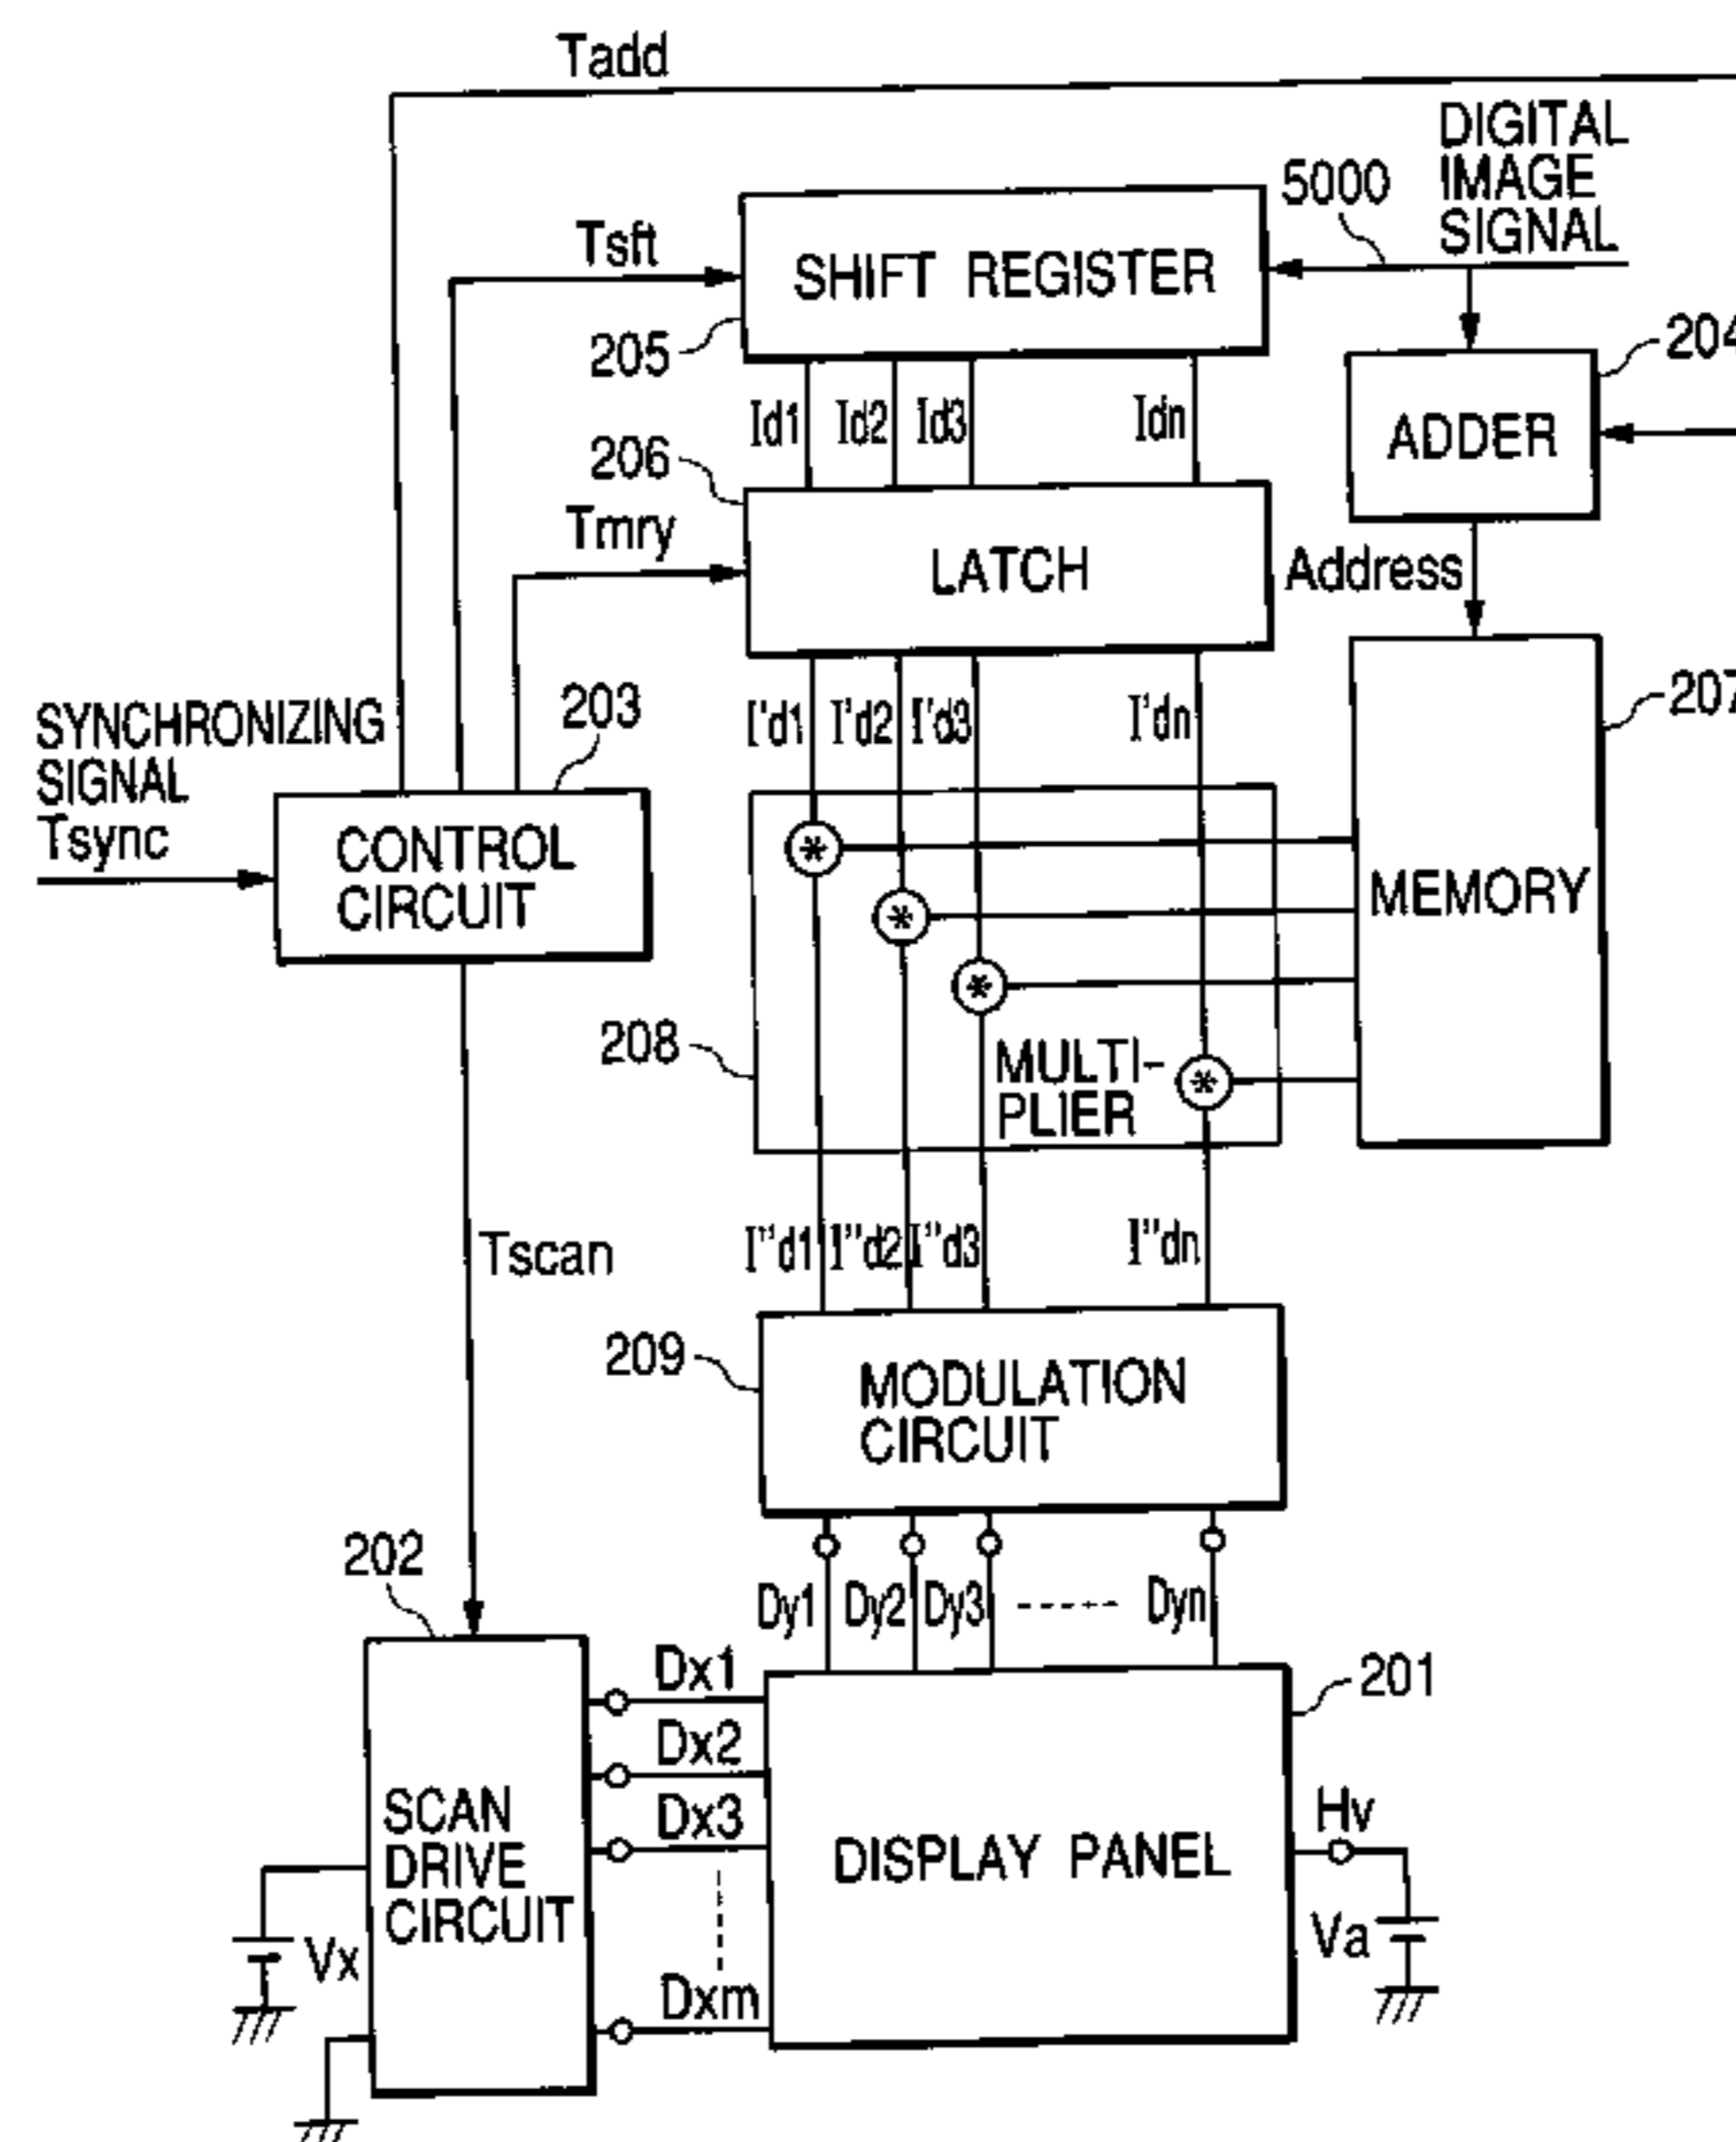 Tadd
DIGITAL
IMAGE
SIGNAL
5000
Tsft
SHIFT REGISTER
205
204
Id1 Id2 Id3 Idn
ADDER
206
Tmry
LATCH
Address
SYNCHRONIZING
SIGNAL
Tsync
203
I'd1 I'd2 I'd3 I'dn
207
CONTROL
CIRCUIT
*
*
*
*
MEMORY
208
MULTI-
PLIER
Tscan
I"d1 I"d2 I"d3 I"dn
209
MODULATION
CIRCUIT
202
Dy1 Dy2 Dy3 ----- Dyn
Dx1
Dx2
Dx3
Dxm
201
SCAN
DRIVE
CIRCUIT
DISPLAY PANEL
Hv
Vx
Va